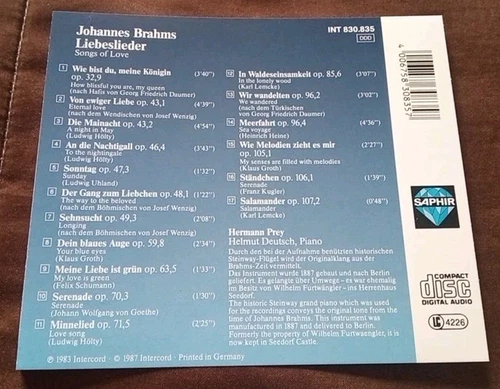 Johannes Brahms
Liebeslieder
Songs of Love
INT 830.835
DDD
1 Wie bist du, meine Königin
op. 32,9 (3'40")
How blissful you are, my queen
(nach Hafis von Georg Friedrich Daumer)
2 Von ewiger Liebe op. 43,1 (4'39")
Eternal love
(nach dem Wendischen von Josef Wenzig)
3 Die Mainacht op. 43,2 (4'54")
A night in May
(Ludwig Hölty)
4 An die Nachtigall op. 46,4 (3'43")
To the nightingale
(Ludwig Hölty)
5 Sonntag op. 47,3 (1'32")
Sunday
(Ludwig Uhland)
6 Der Gang zum Liebchen op. 48,1 (1'22")
The way to the beloved
(nach dem Böhmischen von Josef Wenzig)
7 Sehnsucht op. 49,3 (2'08")
Longing
(nach dem Böhmischen von Josef Wenzig)
8 Dein blaues Auge op. 59,8 (2'34")
Your blue eyes
(Klaus Groth)
9 Meine Liebe ist grün op. 63,5 (1'33")
My love is green
(Felix Schumann)
10 Serenade op. 70,3 (1'30")
Serenade
(Johann Wolfgang von Goethe)
11 Minnelied op. 71,5 (2'25")
Love song
(Ludwig Hölty)
12 In Waldeseinsamkeit op. 85,6 (3'07")
In the lonely wood
(Karl Lemcke)
13 Wir wandelten op. 96,2 (3'02")
We wandered
(nach dem Türkischen
von Georg Friedrich Daumer)
14 Meerfahrt op. 96,4 (4'36")
Sea voyage
(Heinrich Heine)
15 Wie Melodien zieht es mir
op. 105,1 (2'27")
My senses are filled with melodies
(Klaus Groth)
16 Ständchen op. 106,1 (1'39")
Serenade
(Franz Kugler)
17 Salamander op. 107,2 (0'48")
Salamander
(Karl Lemcke)
Hermann Prey
Helmut Deutsch, Piano
Durch den bei der Aufnahme benützten historischen
Steinway-Flügel wird der Originalklang aus der
Brahms-Zeit vermittelt.
Das Instrument wurde 1887 gebaut und nach Berlin
geliefert. Es gelangte über Umwege – es war ehemals
im Besitz von Wilhelm Furtwängler – ins Herrenhaus
Seedorf.
The historic Steinway grand piano which was used
for the recordings conveys the original tone from the
time of Johannes Brahms. This instrument was
manufactured in 1887 and delivered to Berlin.
Formerly the property of Wilhelm Furtwaengler, it
has been kept in Seedorf Castle.
℗ 1983 Intercord · © 1987 Intercord · Printed in Germany
4006758308357
SAPHIR
COMPACT
disc
DIGITAL AUDIO
LC 4226